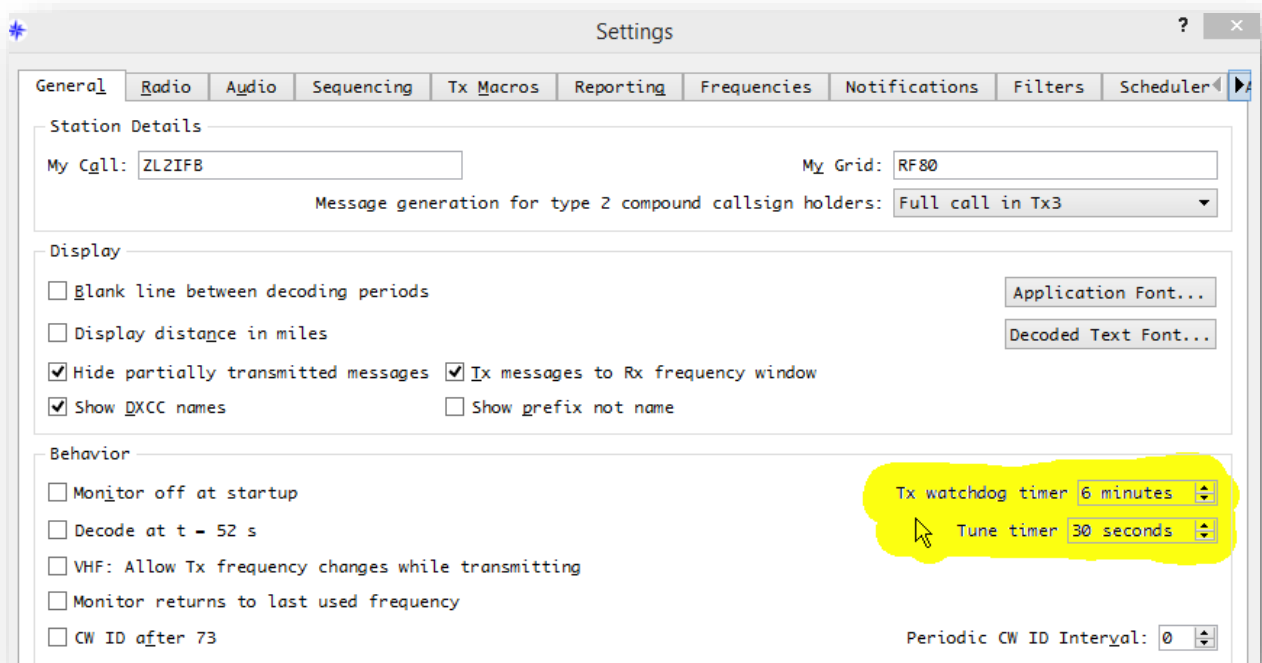 Settings
?
×
General Radio Audio Sequencing Tx Macros Reporting Frequencies Notifications Filters Scheduler
Station Details
My Call: ZL2IFB My Grid: RF80
Message generation for type 2 compound callsign holders: Full call in Tx3
Display
Blank line between decoding periods Application Font...
Display distance in miles Decoded Text Font...
Hide partially transmitted messages Tx messages to Rx frequency window
Show DXCC names Show prefix not name
Behavior
Monitor off at startup Tx watchdog timer 6 minutes
Decode at t = 52 s Tune timer 30 seconds
VHF: Allow Tx frequency changes while transmitting
Monitor returns to last used frequency
CW ID after 73 Periodic CW ID Interval: 0